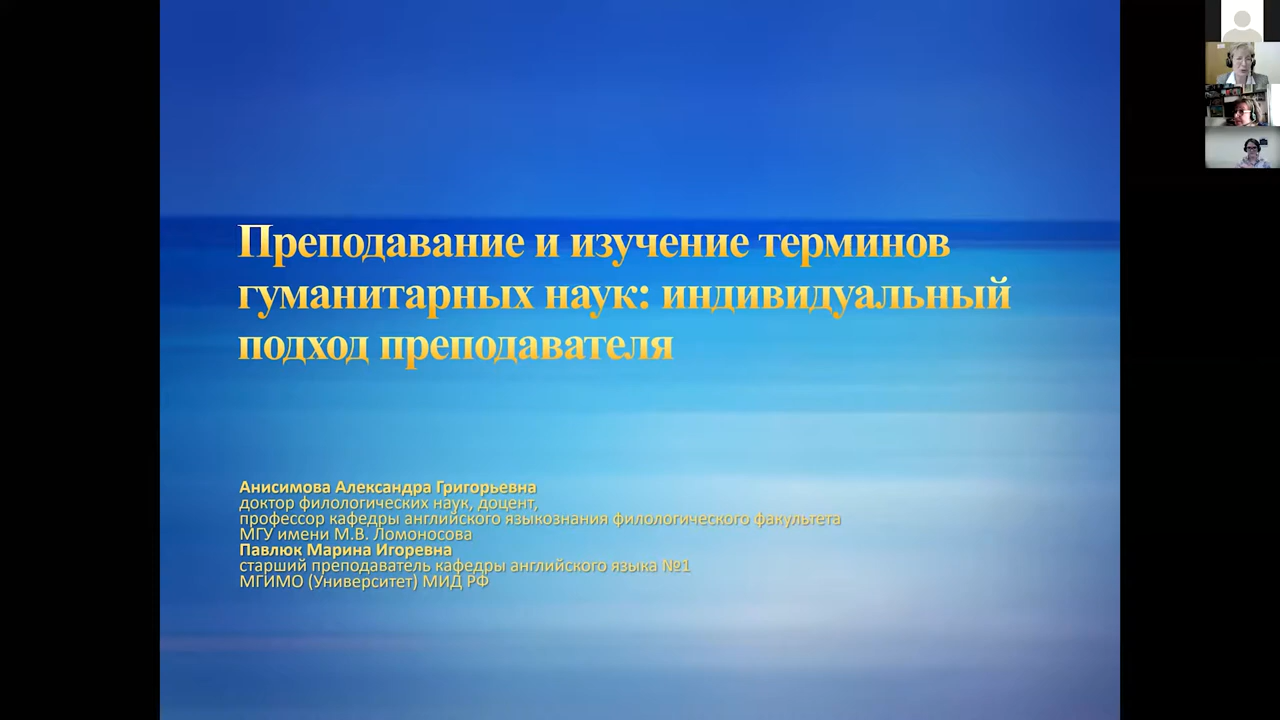 Преподавание и изучение терминов
гуманитарных наук: индивидуальный
подход преподавателя
Анисимова Александра Григорьевна
доктор филологических наук, доцент,
профессор кафедры английского языкознания филологического факультета
МГУ имени М.В. Ломоносова
Павлюк Марина Игоревна
старший преподаватель кафедры английского языка №1
МГИМО (Университет) МИД РФ